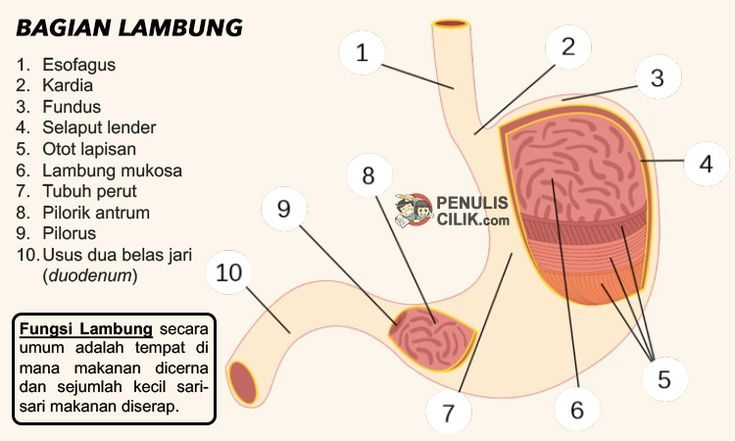 BAGIAN LAMBUNG
1. Esofagus
2. Kardia
3. Fundus
4. Selaput lender
5. Otot lapisan
6. Lambung mukosa
7. Tubuh perut
8. Pilorik antrum
9. Pilorus
10. Usus dua belas jari
(duodenum)
Fungsi Lambung secara
umum adalah tempat di
mana makanan dicerna
dan sejumlah kecil sari-
sari makanan diserap.
1
2
3
4
8
PENULIS
CILIK.com
9
10
5
7
6